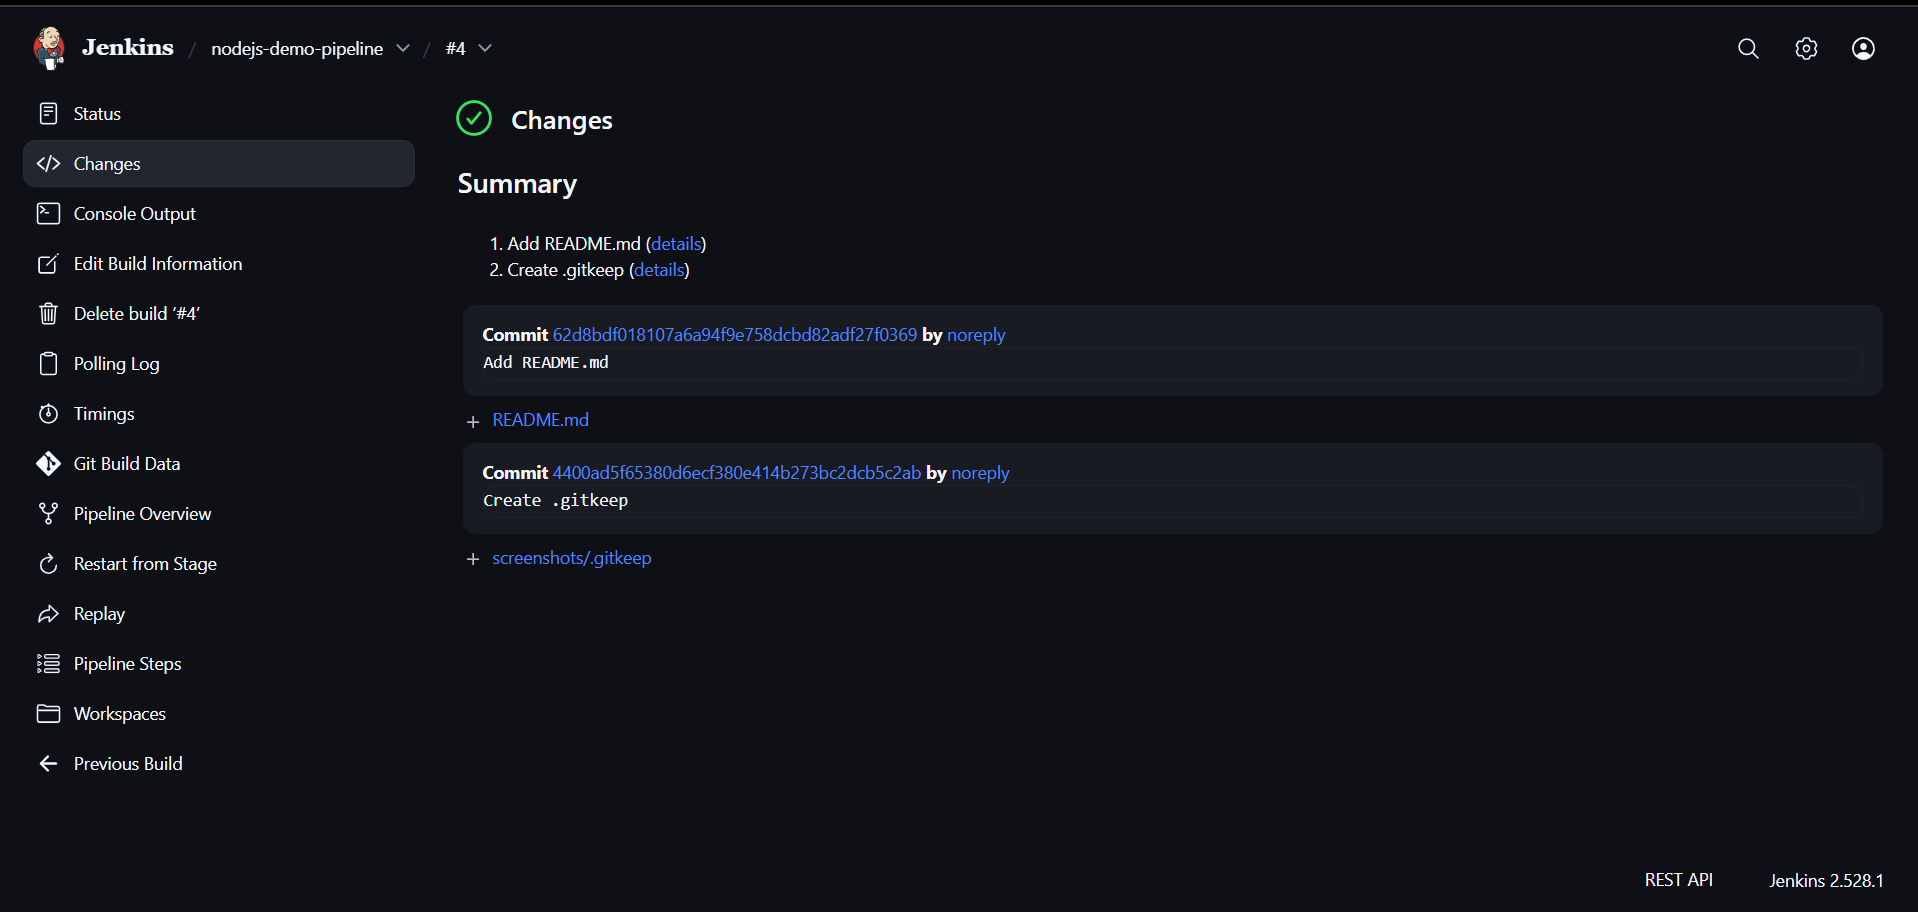 Jenkins / nodejs-demo-pipeline / #4
Status
Changes
Console Output
Edit Build Information
Delete build ‘#4’
Polling Log
Timings
Git Build Data
Pipeline Overview
Restart from Stage
Replay
Pipeline Steps
Workspaces
Previous Build
Changes
Summary
1. Add README.md (details)
2. Create .gitkeep (details)
Commit 62d8bdf018107a6a94f9e758dcbd82adf27f0369 by noreply
Add README.md
+ README.md
Commit 4400ad5f65380d6ecf380e414b273bc2dcb5c2ab by noreply
Create .gitkeep
+ screenshots/.gitkeep
REST API Jenkins 2.528.1